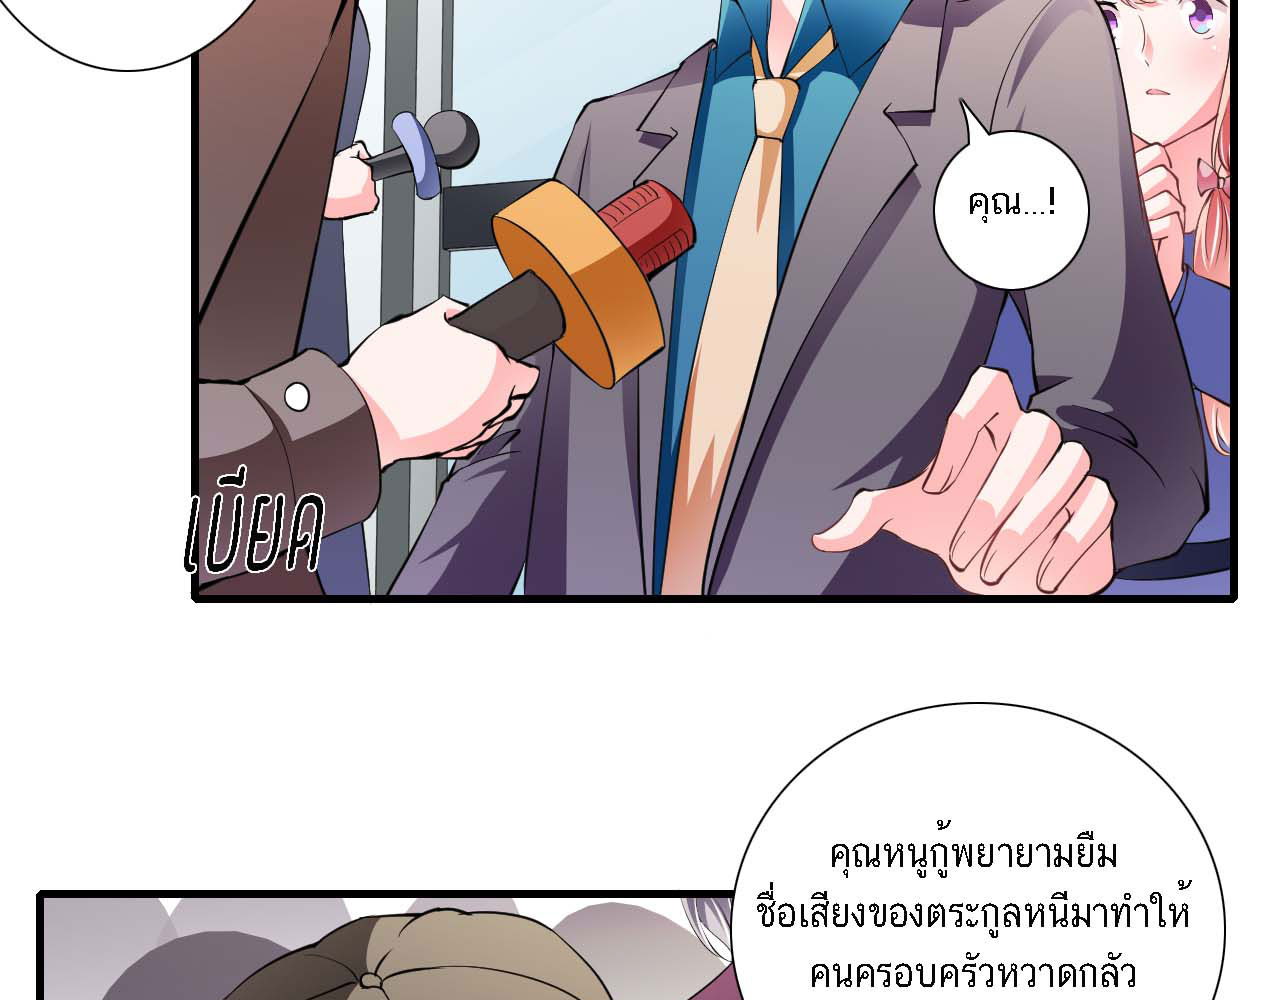 คุณ...!
เบียด
คุณหนูกู้พยายามยืม
ชื่อเสียงของตระกูลหนีมาทำให้
คนครอบครัวหวาดกลัว